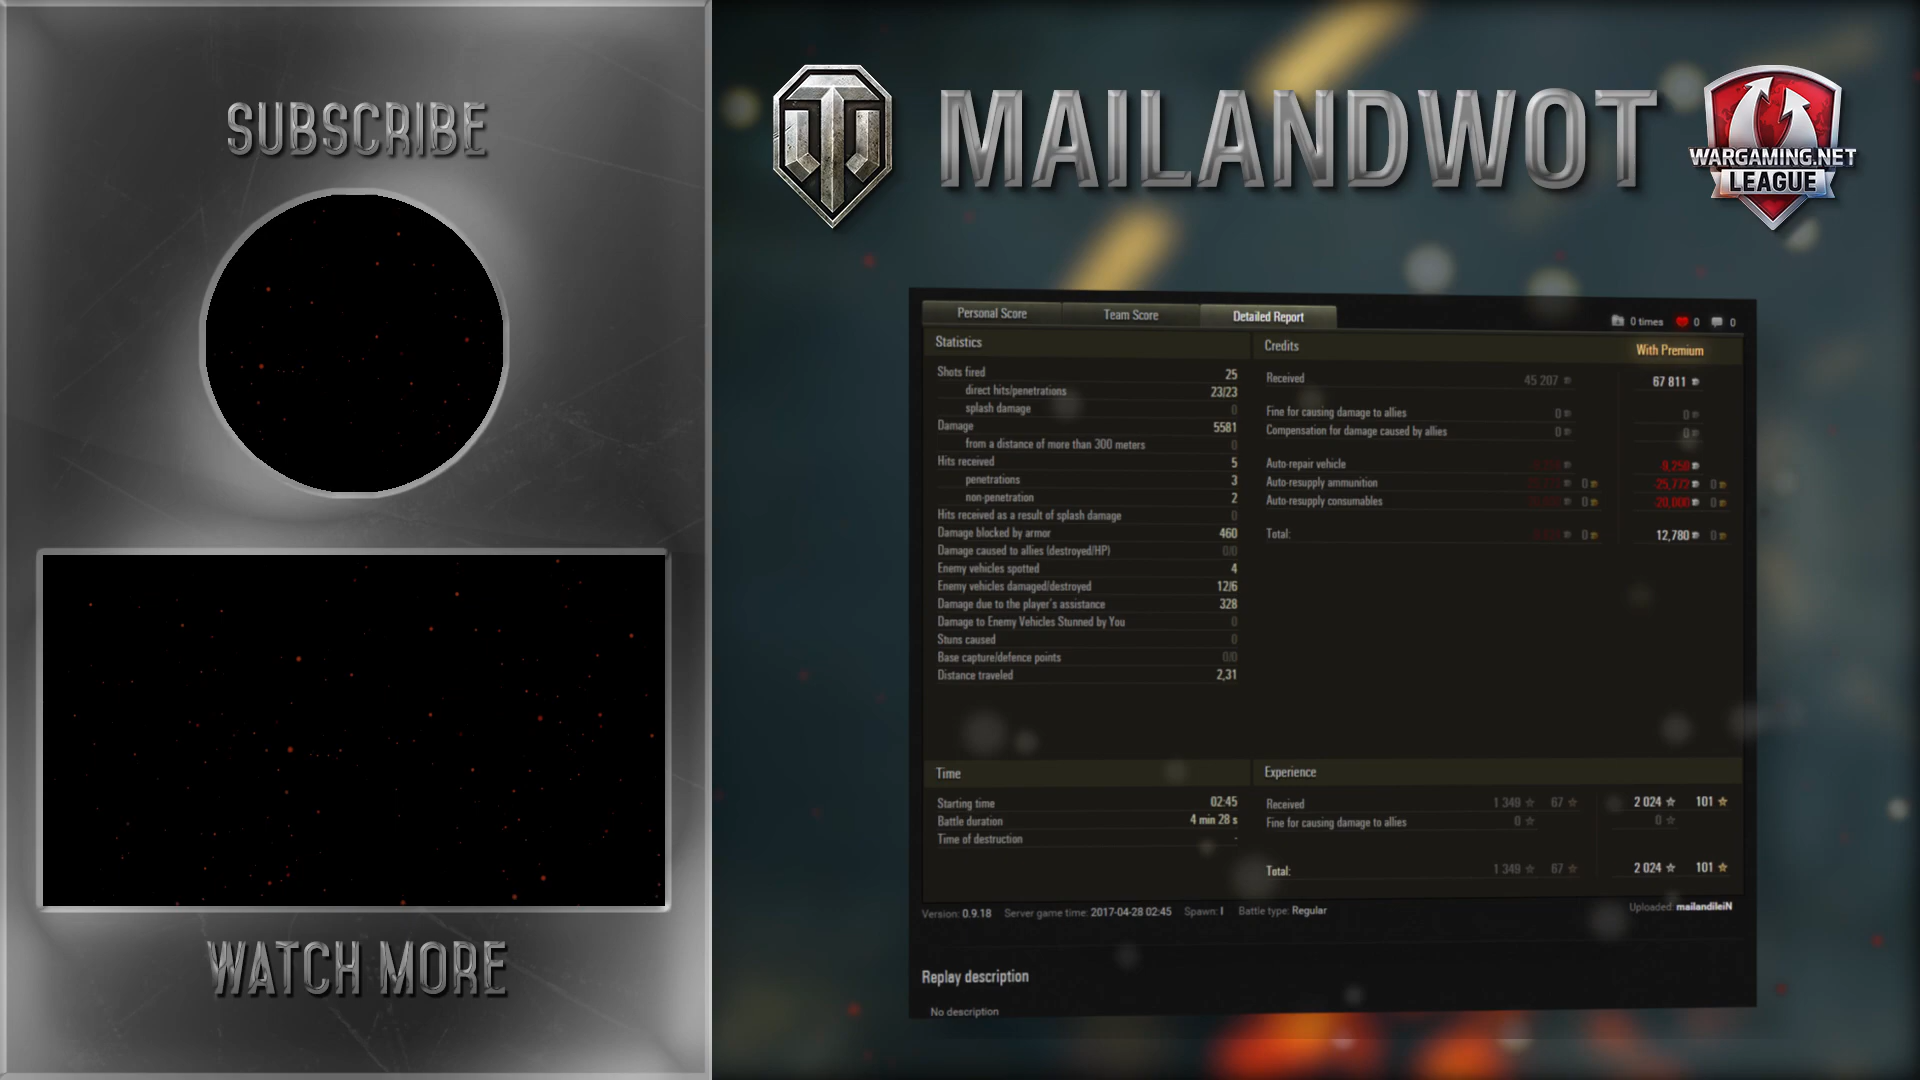 SUBSCRIBE
WATCH MORE
MAILANDWOT
WARGAMING.NET
LEAGUE
Personal Score Team Score Detailed Report
0 times 0 0
Statistics
Shots fired 25
direct hits/penetrations 23/23
splash damage 0
Damage 5581
from a distance of more than 300 meters 0
Hits received 5
penetrations 3
non-penetration 2
Hits received as a result of splash damage 0
Damage blocked by armor 460
Damage caused to allies (destroyed/HP) 0/0
Enemy vehicles spotted 4
Enemy vehicles damaged/destroyed 12/6
Damage due to the player's assistance 328
Damage to Enemy Vehicles Stunned by You 0
Stuns caused 0
Base capture/defence points 0/0
Distance traveled 2,31
Credits With Premium
Received 45 207 67 811
Fine for causing damage to allies 0 0
Compensation for damage caused by allies 0 0
Auto-repair vehicle -9,259
Auto-resupply ammunition 0 -25,772 0
Auto-resupply consumables 0 -20,000 0
Total: 0 12,780 0
Time
Starting time 02:45
Battle duration 4 min 28 s
Time of destruction -
Experience
Received 1 349 67 2 024 101
Fine for causing damage to allies 0 0
Total: 1 349 67 2 024 101
Version: 0.9.18 Server game time: 2017-04-28 02:45 Spawn: I Battle type: Regular
Uploaded mailandileiN
Replay description
No description